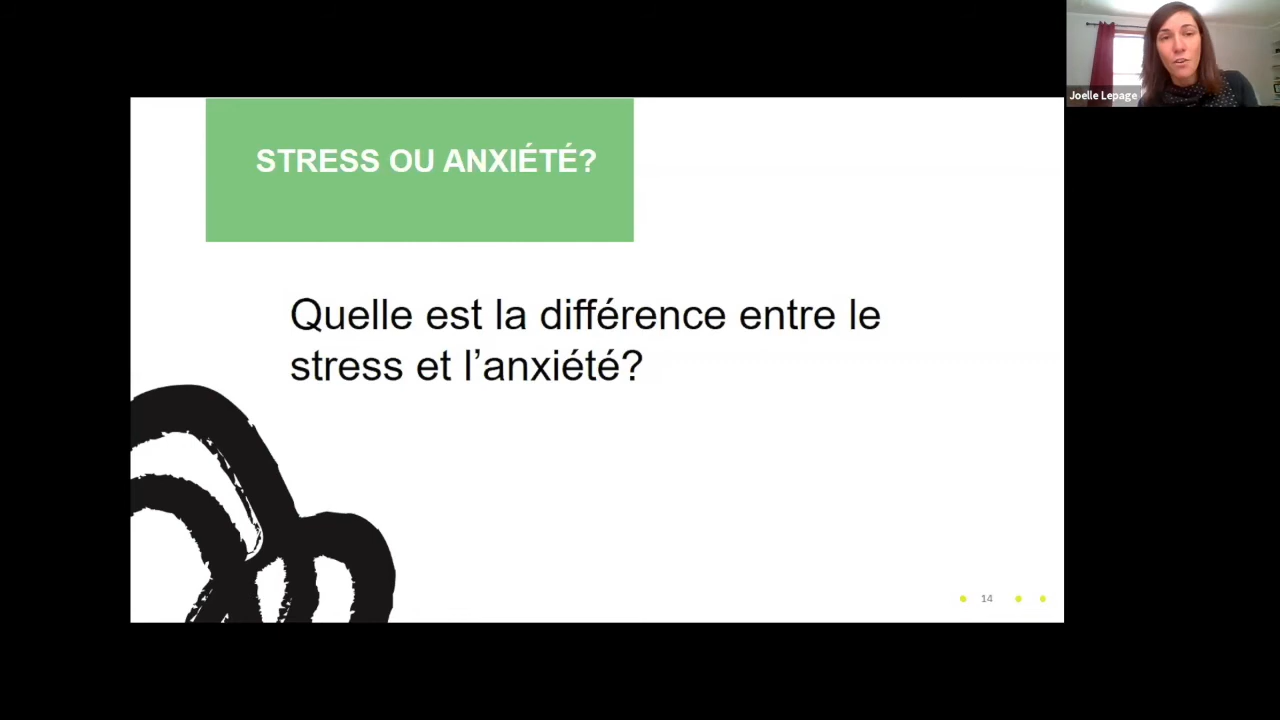 Joelle Lepage
STRESS OU ANXIÉTÉ?
Quelle est la différence entre le
stress et l’anxiété?
14